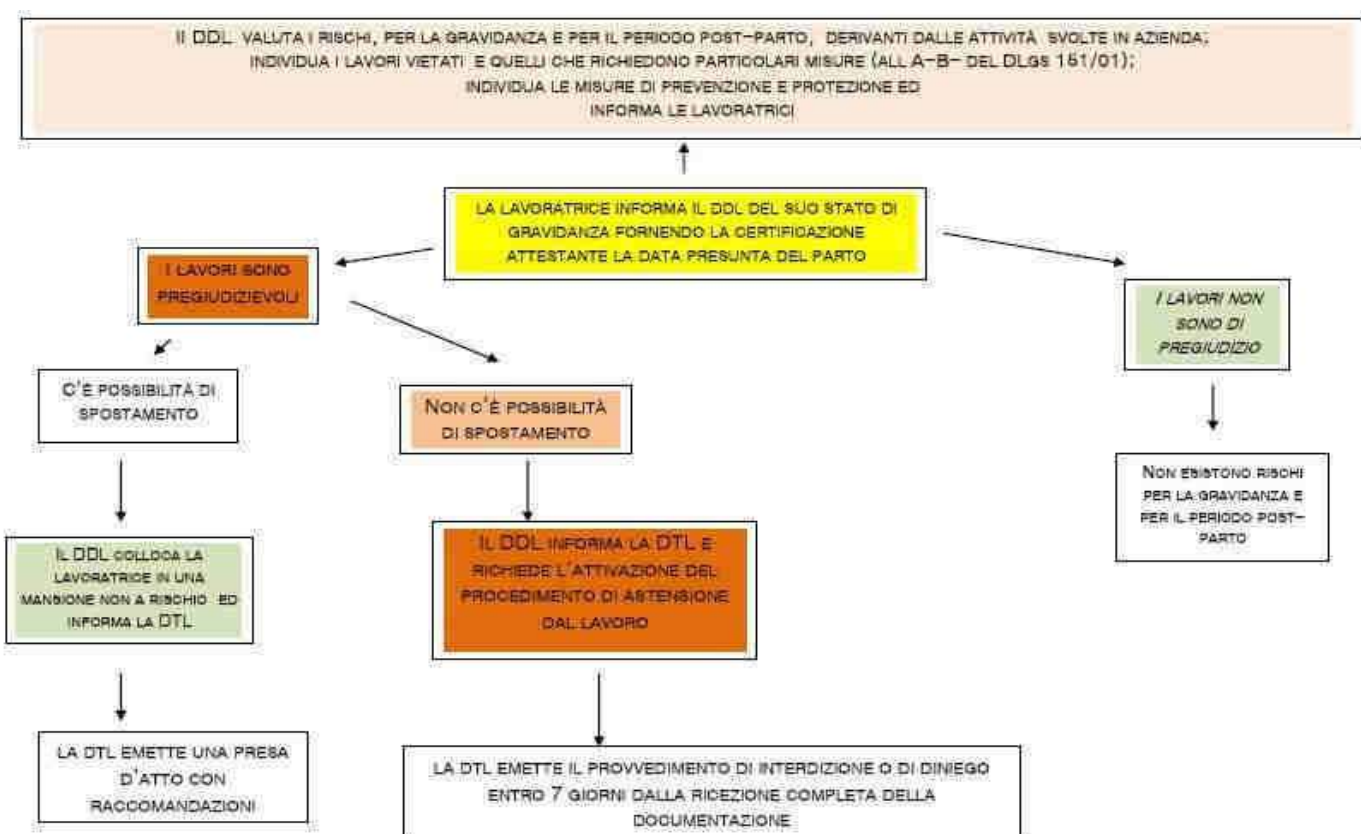 Il DDL VALUTA I RISCHI, PER LA GRAVIDANZA E PER IL PERIODO POST-PARTO, DERIVANTI DALLE ATTIVITÀ SVOLTE IN AZIENDA;
INDIVIDUA I LAVORI VIETATI E QUELLI CHE RICHIEDONO PARTICOLARI MISURE (ALL A-B- DEL DLGS 151/01);
INDIVIDUA LE MISURE DI PREVENZIONE E PROTEZIONE ED
INFORMA LE LAVORATRICI
LA LAVORATRICE INFORMA IL DDL DEL SUO STATO DI
GRAVIDANZA FORNENDO LA CERTIFICAZIONE
ATTESTANTE LA DATA PRESUNTA DEL PARTO
I LAVORI SONO
PREGIUDIZIEVOLI
I LAVORI NON
SONO DI
PREGIUDIZIO
C'È POSSIBILITÀ DI
SPOSTAMENTO
NON C'È POSSIBILITÀ
DI SPOSTAMENTO
NON ESISTONO RISCHI
PER LA GRAVIDANZA E
PER IL PERIODO POST-
PARTO
IL DDL COLLOCA LA
LAVORATRICE IN UNA
MANSIONE NON A RISCHIO ED
INFORMA LA DTL
IL DDL INFORMA LA DTL E
RICHIEDE L'ATTIVAZIONE DEL
PROCEDIMENTO DI ASTENSIONE
DAL LAVORO
LA DTL EMETTE UNA PRESA
D'ATTO CON
RACCOMANDAZIONI
LA DTL EMETTE IL PROVVEDIMENTO DI INTERDIZIONE O DI DINIEGO
ENTRO 7 GIORNI DALLA RICEZIONE COMPLETA DELLA
DOCUMENTAZIONE